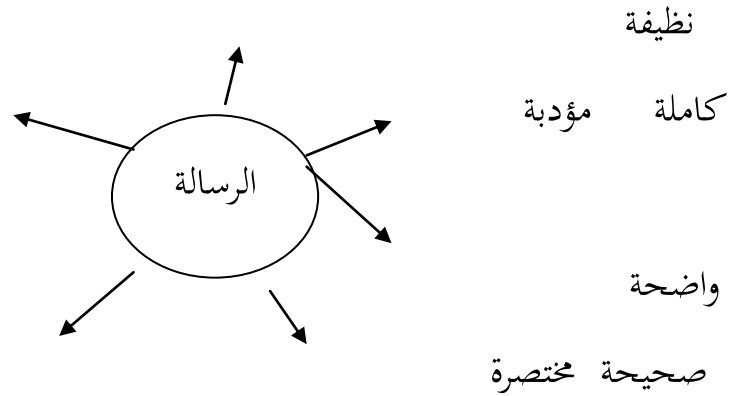 نظيفة
كاملة مؤدبة
الرسالة
واضحة
صحيحة مختصرة